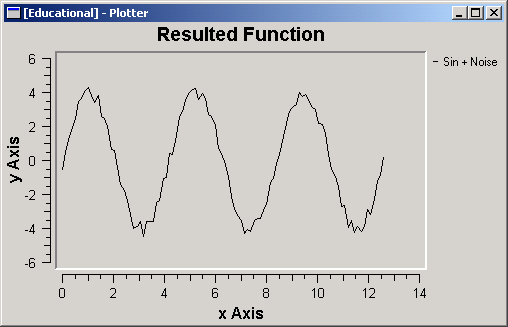 [Educational] - Plotter
Resulted Function
Sin + Noise
y Axis
6
4
2
0
-2
-4
-6
0 2 4 6 8 10 12 14
x Axis